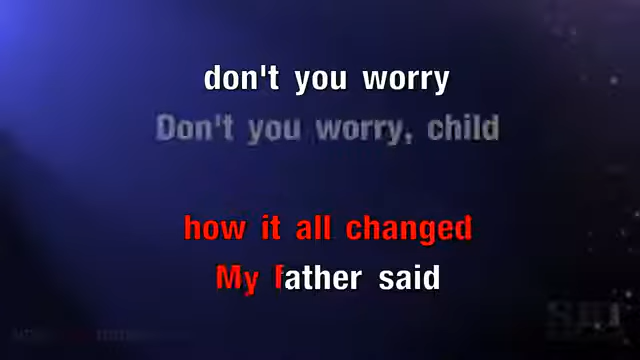 don't you worry
Don't you worry, child
how it all changed
My father said